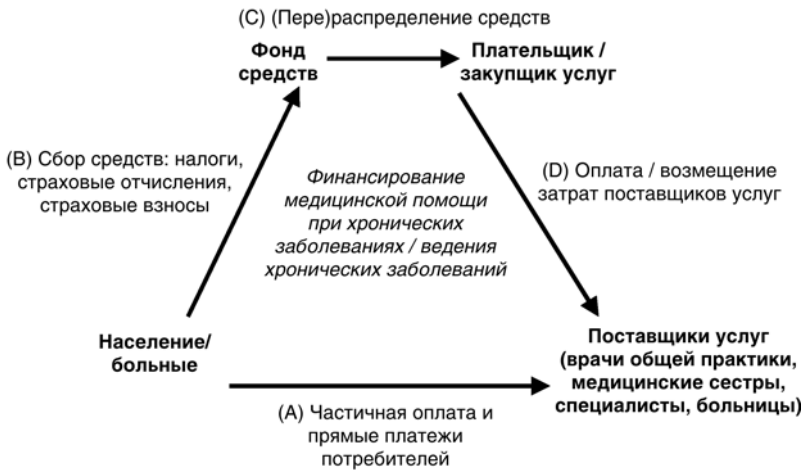 (C) (Пере)распределение средств
Фонд
средств
Плательщик /
закупщик услуг
(B) Сбор средств: налоги,
страховые отчисления,
страховые взносы
Финансирование
медицинской помощи
при хронических
заболеваниях / ведения
хронических заболеваний
(D) Оплата / возмещение
затрат поставщиков услуг
Население/
больные
Поставщики услуг
(врачи общей практики,
медицинские сестры,
специалисты, больницы)
(A) Частичная оплата и
прямые платежи
потребителей